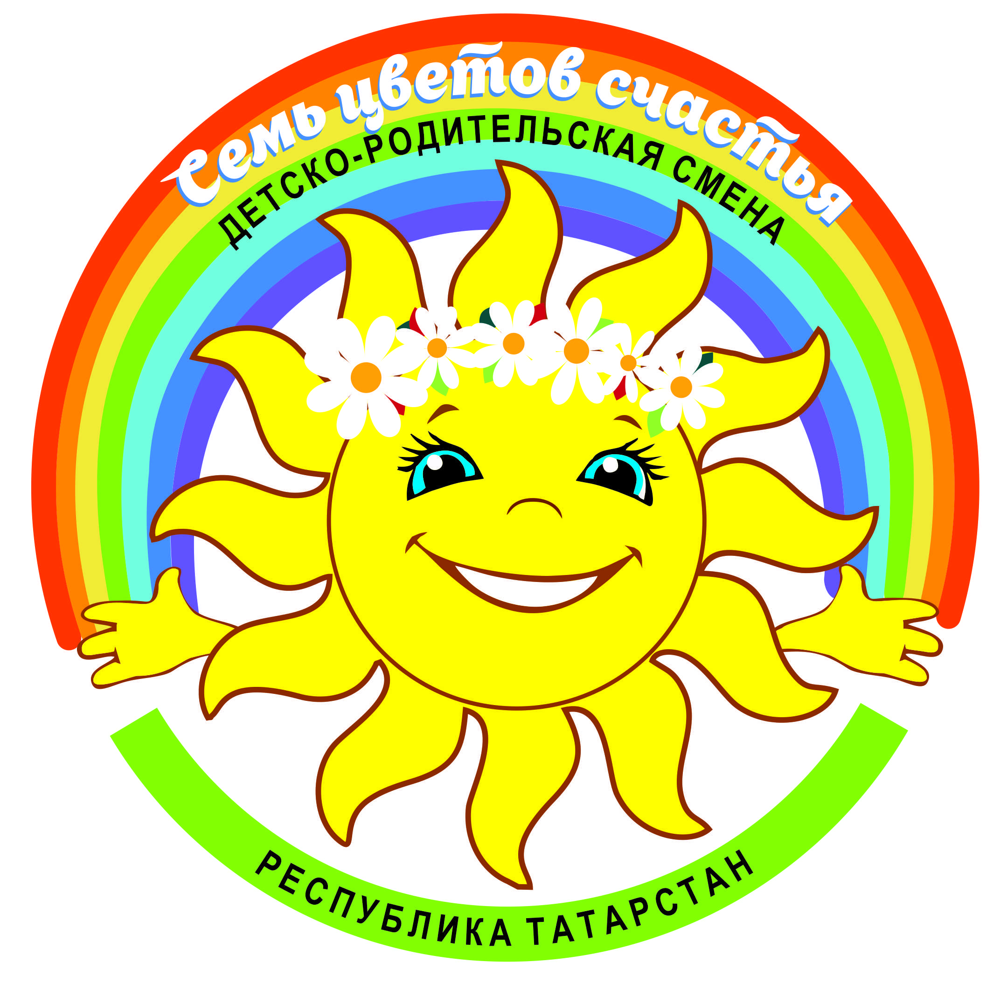 Семь цветов счастья
ДЕТСКО-РОДИТЕЛЬСКАЯ СМЕНА
РЕСПУБЛИКА ТАТАРСТАН